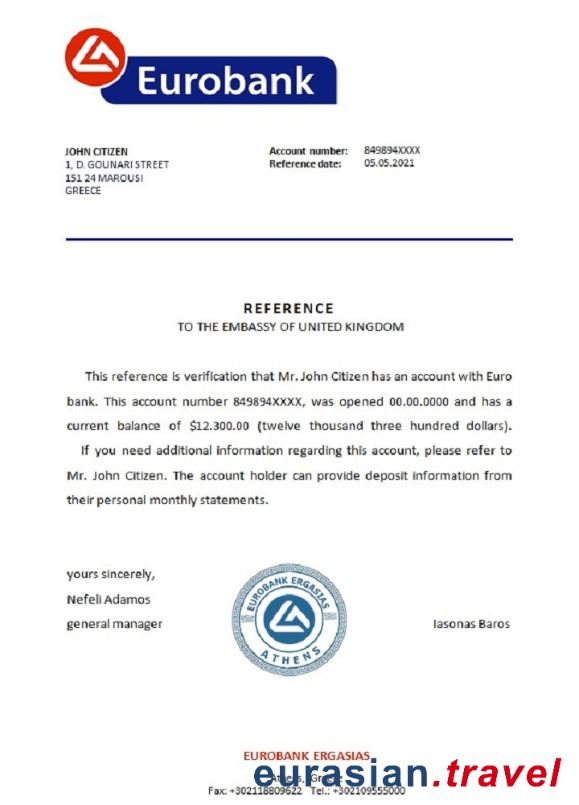 Eurobank
JOHN CITIZEN
1, D. GOUNARI STREET
151 24 MAROUSI
GREECE
Account number: 849894XXXX
Reference date: 05.05.2021
REFERENCE
TO THE EMBASSY OF UNITED KINGDOM
This reference is verification that Mr. John Citizen has an account with Euro
bank. This account number 849894XXXX, was opened 00.00.0000 and has a
current balance of $12.300.00 (twelve thousand three hundred dollars).
If you need additional information regarding this account, please refer to
Mr. John Citizen. The account holder can provide deposit information from
their personal monthly statements.
yours sincerely,
Nefeli Adamos
general manager
Iasonas Baros
EUROBANK ERGASIAS
ATHENS
EUROBANK ERGASIAS
Athens, Greece
eurasian.travel
Fax: +302118809622 Tel.: +302109555000